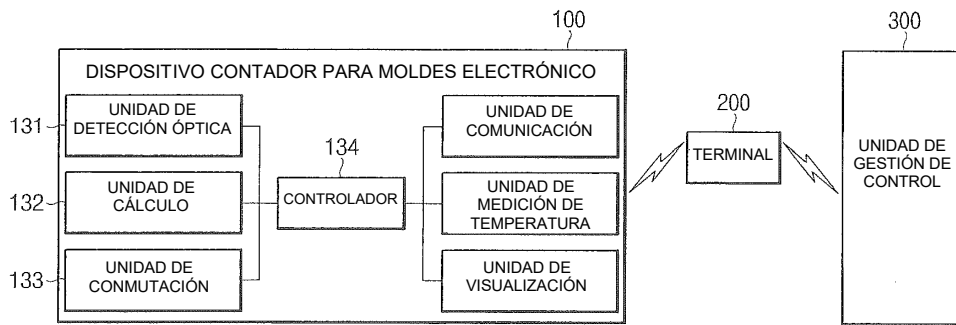 100
300
DISPOSITIVO CONTADOR PARA MOLDES ELECTRÓNICO
131
UNIDAD DE
DETECCIÓN ÓPTICA
132
UNIDAD DE
CÁLCULO
133
UNIDAD DE
CONMUTACIÓN
134
CONTROLADOR
UNIDAD DE
COMUNICACIÓN
UNIDAD DE
MEDICIÓN DE
TEMPERATURA
UNIDAD DE
VISUALIZACIÓN
200
TERMINAL
UNIDAD DE
GESTIÓN DE
CONTROL